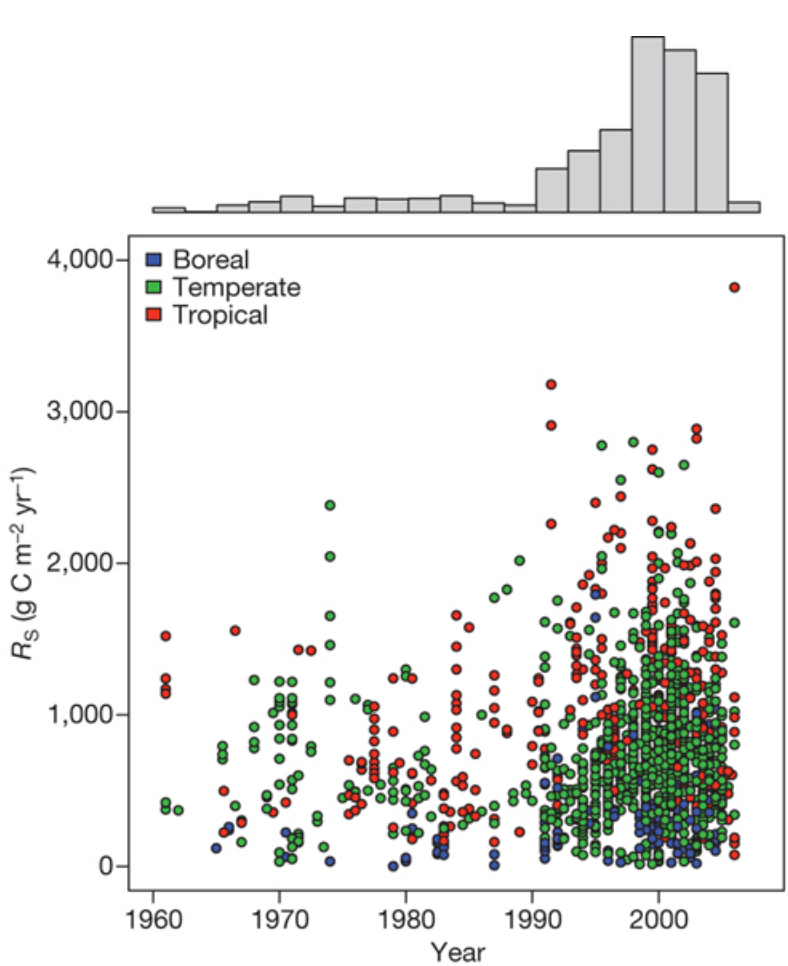 4,000
Boreal
Temperate
Tropical
3,000
R_S (g C m⁻² yr⁻¹)
2,000
1,000
0
1960 1970 1980 1990 2000
Year